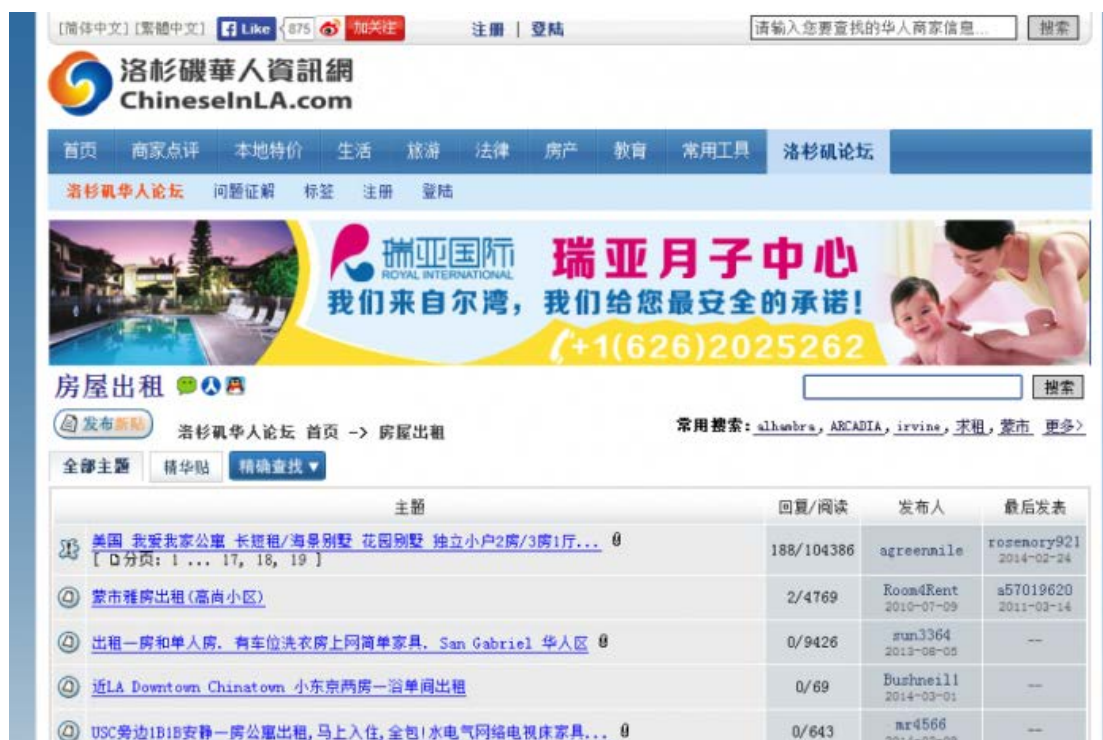 [简体中文] [繁體中文] Like 875 加关注 注册 | 登陆 请输入您要查找的华人商家信息... 搜索
洛杉磯華人資訊網
ChineseInLA.com
首页 商家点评 本地特价 生活 旅游 法律 房产 教育 常用工具 洛杉矶论坛
洛杉矶华人论坛 问题征解 标签 注册 登陆
瑞亚国际 瑞亚月子中心
ROYAL INTERNATIONAL
我们来自尔湾，我们给您最安全的承诺!
+1(626)2025262
房屋出租 搜索
发布新贴 洛杉矶华人论坛 首页 -> 房屋出租 常用搜索: alhambra, ARCADIA, irvine, 求租, 蒙市 更多>
全部主题 精华贴 精确查找▼
主题 回复/阅读 发布人 最后发表
美国 我爱我家公寓 长短租/海景别墅 花园别墅 独立小户2房/3房1厅... 188/104386 agreenmile rosemory921
[ 分页: 1 ... 17, 18, 19 ] 2014-02-24
蒙市雅房出租(高尚小区) 2/4769 Room4Rent a57019620
2010-07-09 2011-03-14
出租一房和单人房. 有车位洗衣房上网简单家具. San Gabriel 华人区 0/9426 sun3364 --
2013-08-05
近LA Downtown Chinatown 小东京两房一浴单间出租 0/69 Bushneil1 --
2014-03-01
USC旁边1B1B安静一房公寓出租,马上入住,全包!水电气网络电视床家具... 0/643 mr4566 --